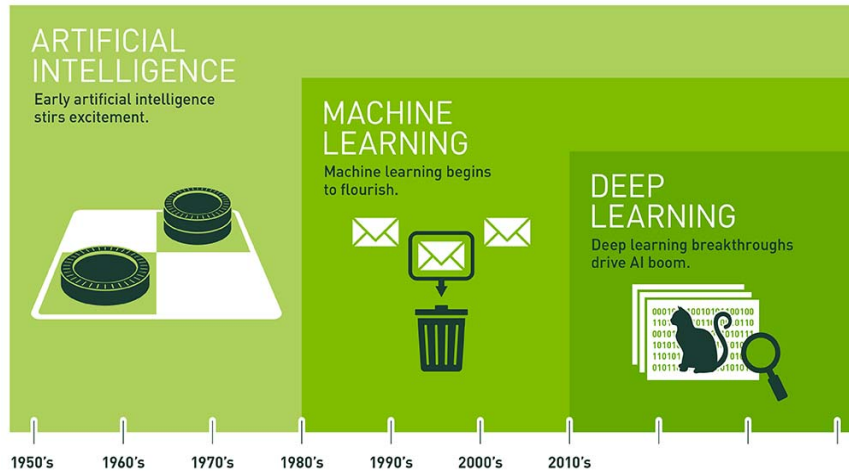 ARTIFICIAL
INTELLIGENCE
Early artificial intelligence
stirs excitement.
MACHINE
LEARNING
Machine learning begins
to flourish.
DEEP
LEARNING
Deep learning breakthroughs
drive AI boom.
1950's 1960's 1970's 1980's 1990's 2000's 2010's